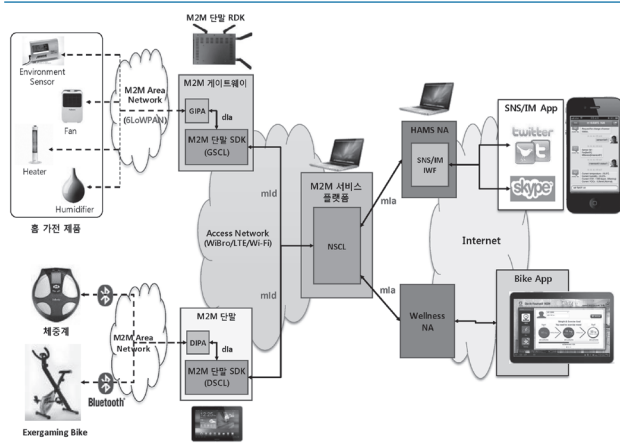 M2M 단말 RDK
Environment
Sensor
Fan
Heater
Humidifier
홈 가전 제품
M2M Area
Network
(6LoWPAN)
M2M 게이트웨이
GIPA
dIa
M2M 단말 SDK
(GSCL)
mId
Access Network
(WiBro/LTE/Wi-Fi)
mId
M2M 서비스
플랫폼
NSCL
mIa
mIa
HAMS NA
SNS/IM
IWF
SNS/IM App
twitter
skype
Internet
Wellness
NA
Bike App
체중계
Exergaming Bike
Bluetooth
M2M Area
Network
M2M 단말
DIPA
dIa
M2M 단말 SDK
(DSCL)